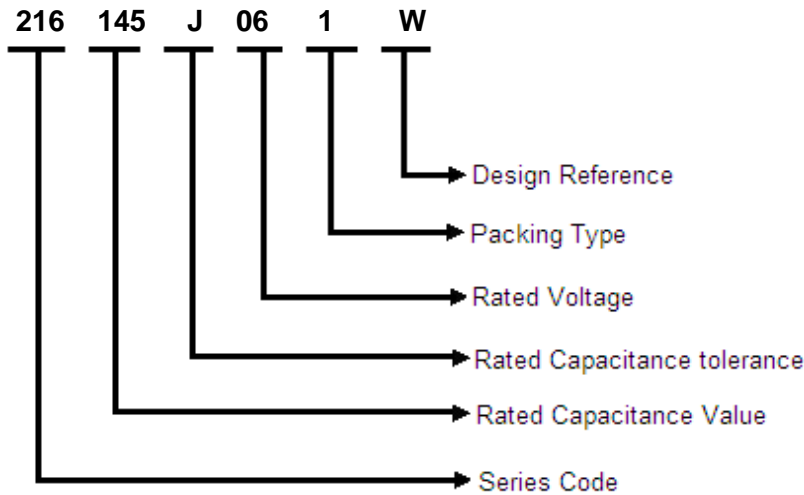 216 145 J 06 1 W
Design Reference
Packing Type
Rated Voltage
Rated Capacitance tolerance
Rated Capacitance Value
Series Code